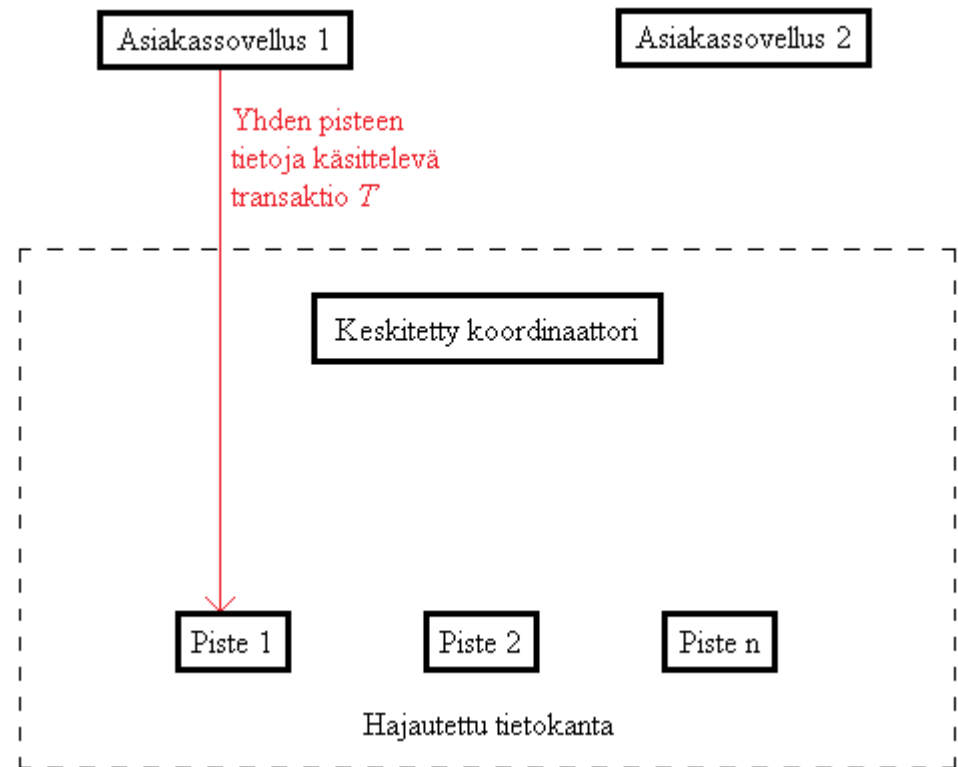 Asiakassovellus 1
Asiakassovellus 2
Yhden pisteen
tietoja käsittelevä
transaktio T
Keskitetty koordinaattori
Piste 1
Piste 2
Piste n
Hajautettu tietokanta